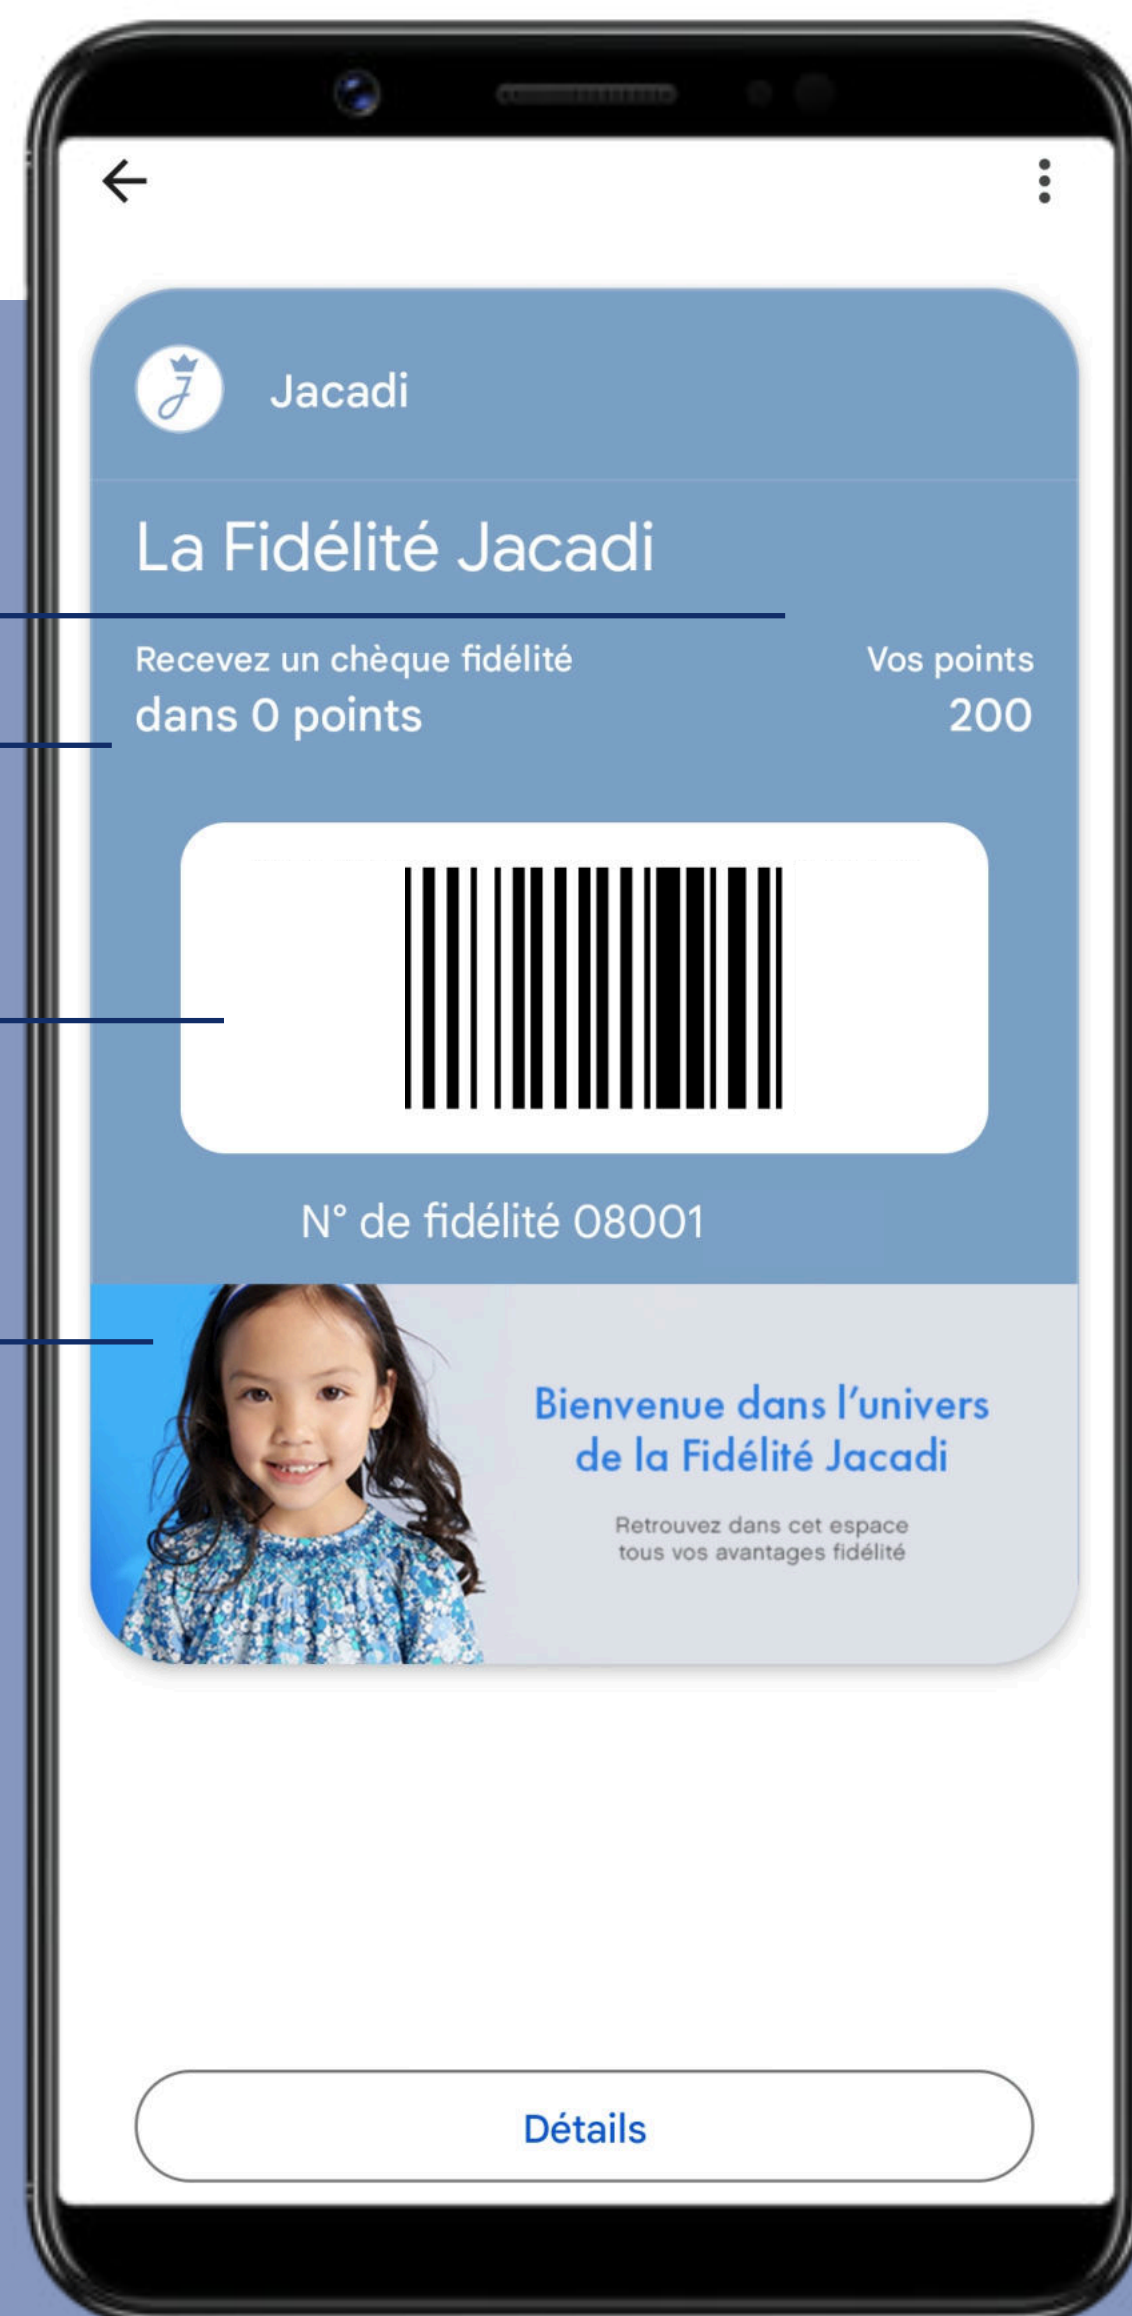 Jacadi
La Fidélité Jacadi
Recevez un chèque fidélité
dans 0 points
Vos points
200
N° de fidélité 08001
Bienvenue dans l'univers
de la Fidélité Jacadi
Retrouvez dans cet espace
tous vos avantages fidélité
Détails